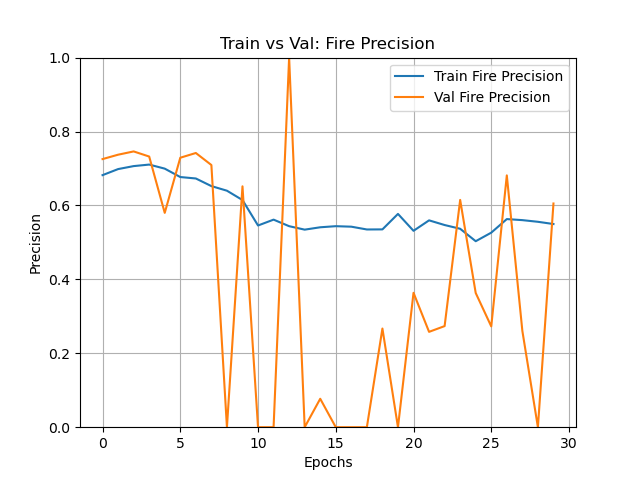 Train vs Val: Fire Precision
Train Fire Precision
Val Fire Precision
Precision
1.0
0.8
0.6
0.4
0.2
0.0
0 5 10 15 20 25 30
Epochs